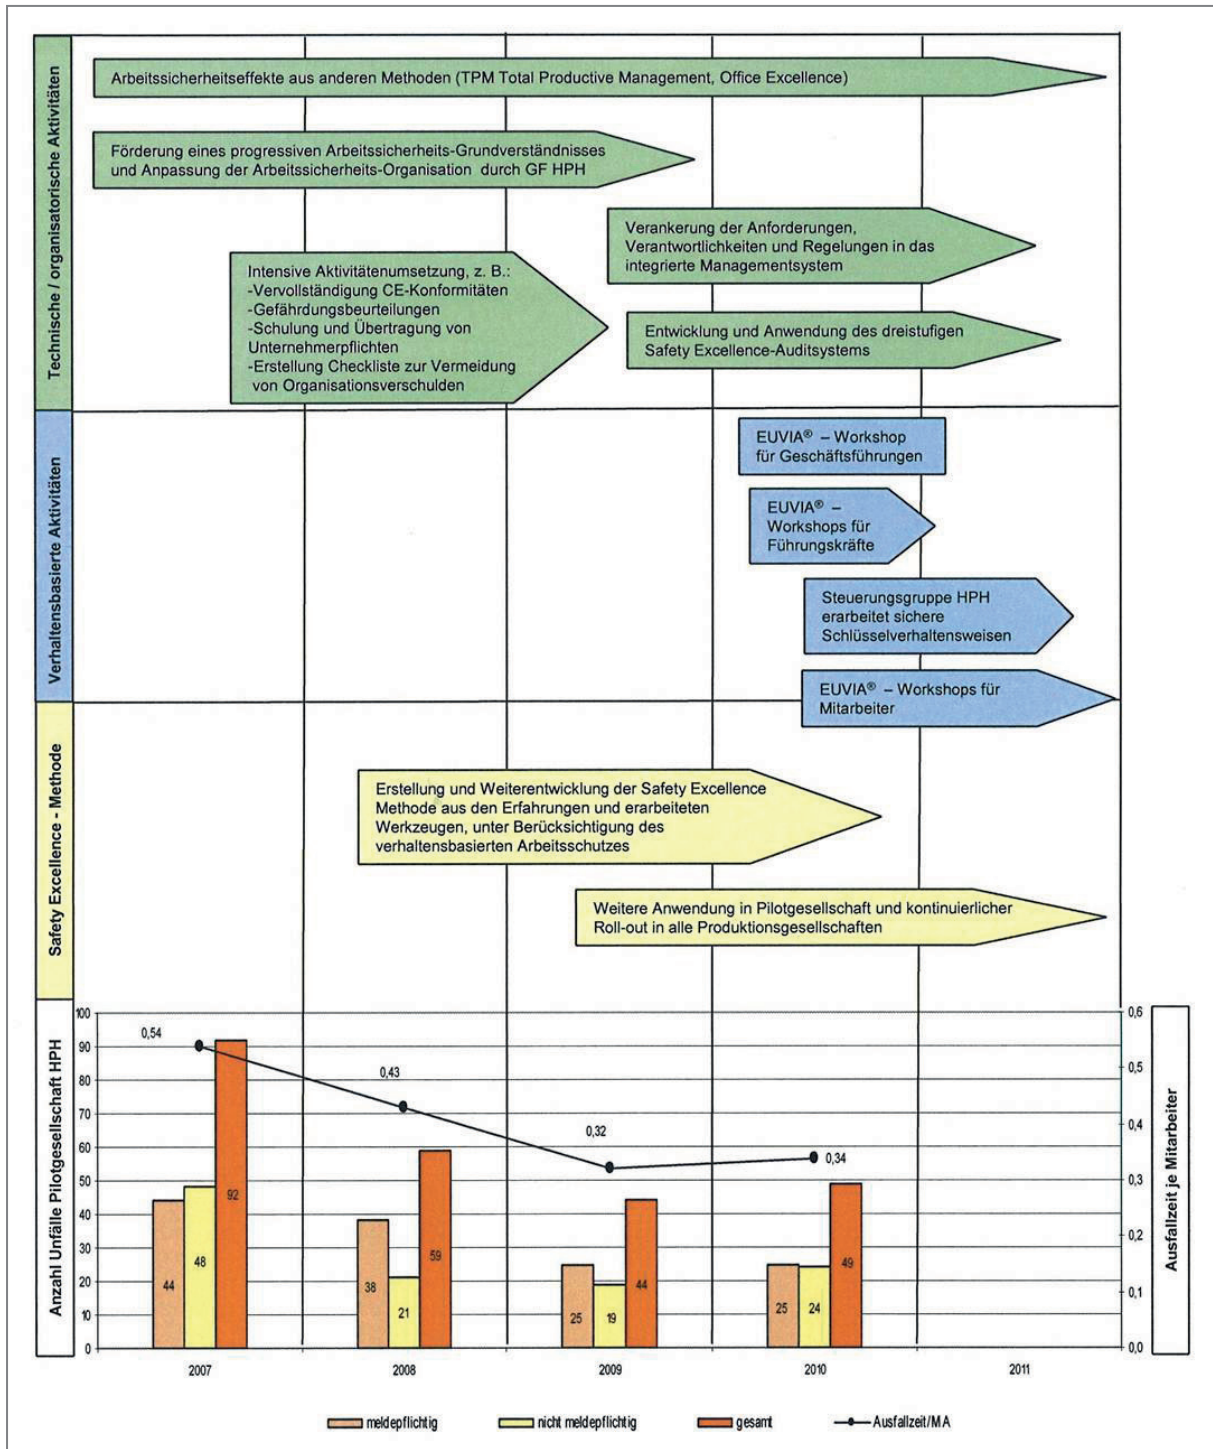 Technische / organisatorische Aktivitäten
Arbeitssicherheitseffekte aus anderen Methoden (TPM Total Productive Management, Office Excellence)
Förderung eines progressiven Arbeitssicherheits-Grundverständnisses
und Anpassung der Arbeitssicherheits-Organisation durch GF HPH
Verankerung der Anforderungen,
Verantwortlichkeiten und Regelungen in das
integrierte Managementsystem
Intensive Aktivitätenumsetzung, z. B.:
-Vervollständigung CE-Konformitäten
-Gefährdungsbeurteilungen
-Schulung und Übertragung von
Unternehmerpflichten
-Erstellung Checkliste zur Vermeidung
von Organisationsverschulden
Entwicklung und Anwendung des dreistufigen
Safety Excellence-Auditsystems
Verhaltensbasierte Aktivitäten
EUVIA® – Workshop
für Geschäftsführungen
EUVIA® –
Workshops für
Führungskräfte
Steuerungsgruppe HPH
erarbeitet sichere
Schlüsselverhaltensweisen
EUVIA® – Workshops für
Mitarbeiter
Safety Excellence - Methode
Erstellung und Weiterentwicklung der Safety Excellence
Methode aus den Erfahrungen und erarbeiteten
Werkzeugen, unter Berücksichtigung des
verhaltensbasierten Arbeitsschutzes
Weitere Anwendung in Pilotgesellschaft und kontinuierlicher
Roll-out in alle Produktionsgesellschaften
Anzahl Unfälle Pilotgesellschaft HPH
100
90
80
70
60
50
40
30
20
10
0
0,54
0,43
0,32
0,34
44
48
92
38
21
59
25
19
44
25
24
49
0,6
0,5
0,4
0,3
0,2
0,1
0,0
Ausfallzeit je Mitarbeiter
2007
2008
2009
2010
2011
meldepflichtig
nicht meldepflichtig
gesamt
Ausfallzeit/MA